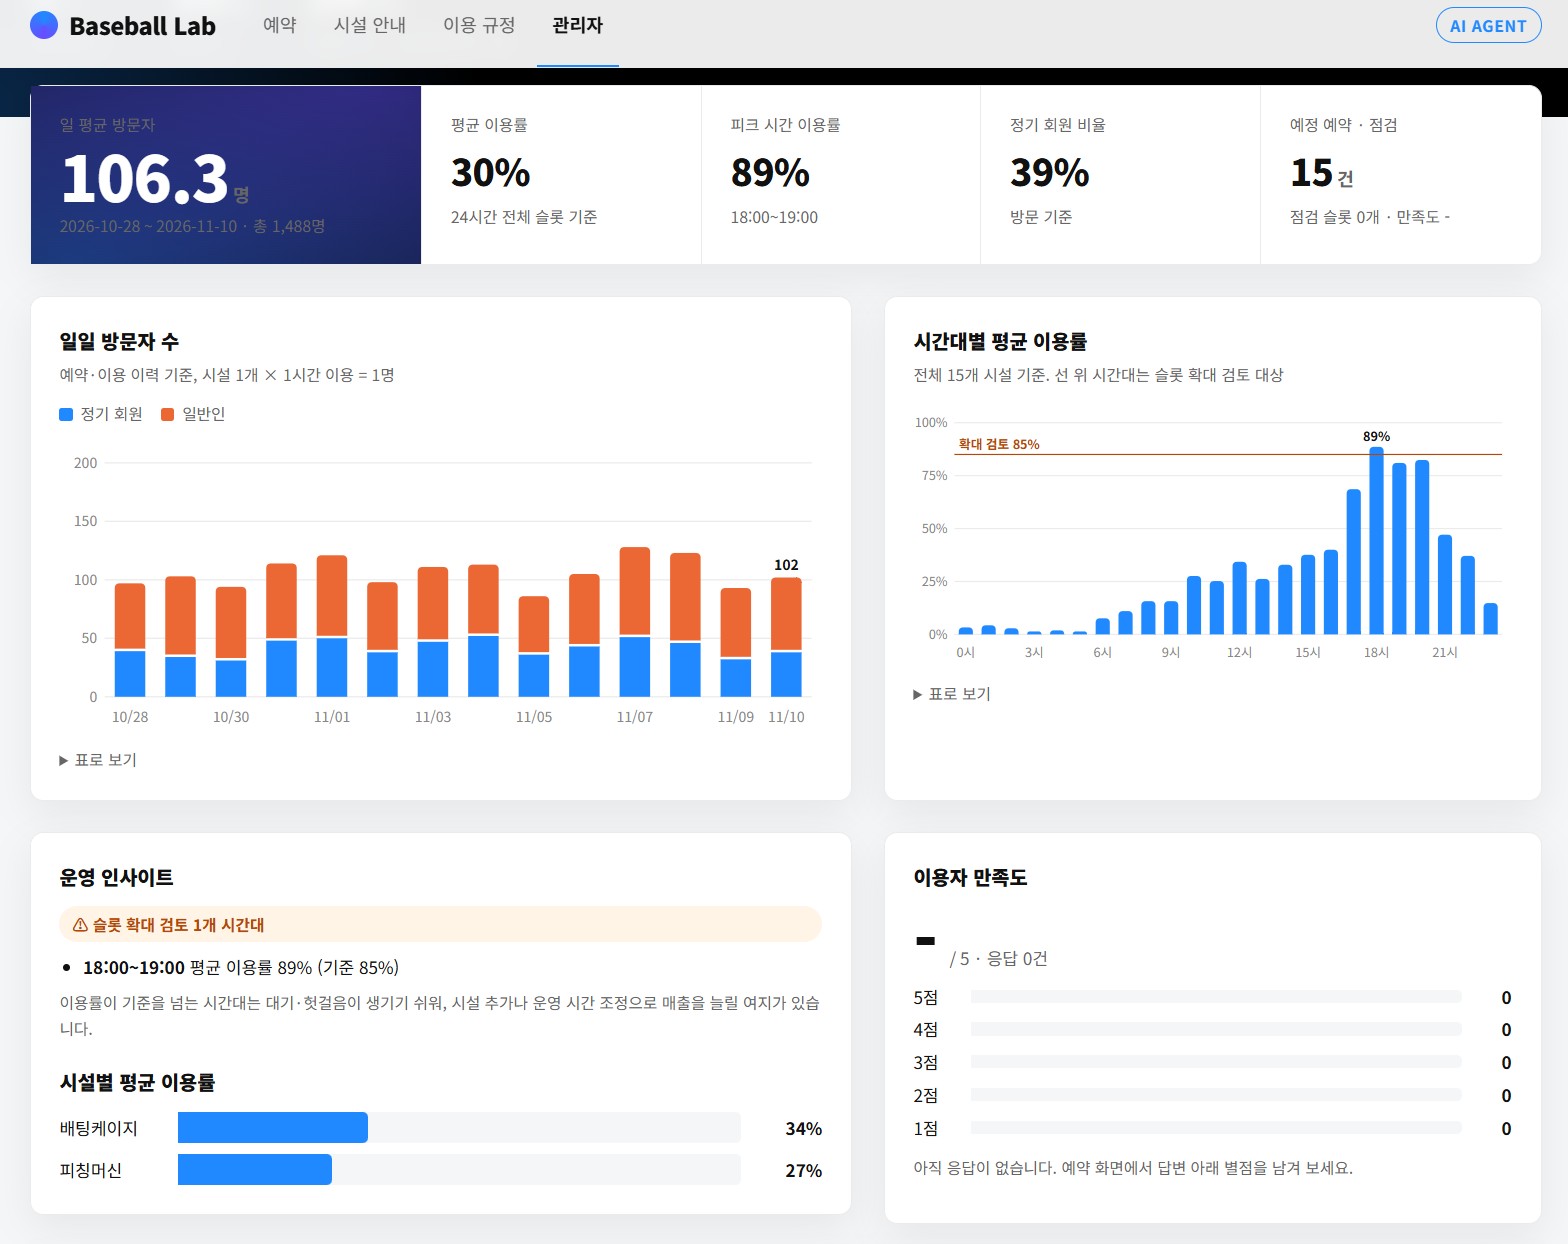 Baseball Lab
예약
시설 안내
이용 규정
관리자
AI AGENT
일 평균 방문자
106.3명
2026-10-28 ~ 2026-11-10 · 총 1,488명
평균 이용률
30%
24시간 전체 슬롯 기준
피크 시간 이용률
89%
18:00~19:00
정기 회원 비율
39%
방문 기준
예정 예약 · 점검
15건
점검 슬롯 0개 · 만족도 -
일일 방문자 수
예약·이용 이력 기준, 시설 1개 × 1시간 이용 = 1명
정기 회원
일반인
200
150
100
50
0
102
10/28
10/30
11/01
11/03
11/05
11/07
11/09
11/10
▶ 표로 보기
시간대별 평균 이용률
전체 15개 시설 기준. 선 위 시간대는 슬롯 확대 검토 대상
100%
75%
50%
25%
0%
확대 검토 85%
89%
0시
3시
6시
9시
12시
15시
18시
21시
▶ 표로 보기
운영 인사이트
⚠ 슬롯 확대 검토 1개 시간대
• 18:00~19:00 평균 이용률 89% (기준 85%)
이용률이 기준을 넘는 시간대는 대기·헛걸음이 생기기 쉬워, 시설 추가나 운영 시간 조정으로 매출을 늘릴 여지가 있습
니다.
시설별 평균 이용률
배팅케이지
34%
피칭머신
27%
이용자 만족도
- / 5 · 응답 0건
5점
0
4점
0
3점
0
2점
0
1점
0
아직 응답이 없습니다. 예약 화면에서 답변 아래 별점을 남겨 보세요.